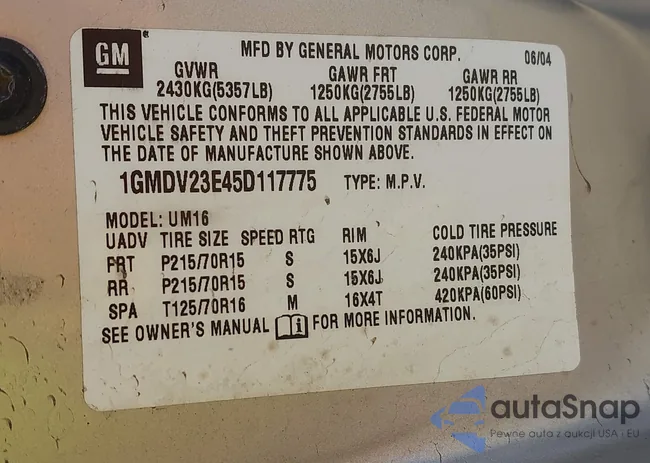 GM
MFD BY GENERAL MOTORS CORP. 06/04
GVWR GAWR FRT GAWR RR
2430KG(5357LB) 1250KG(2755LB) 1250KG(2755LB)
THIS VEHICLE CONFORMS TO ALL APPLICABLE U.S. FEDERAL MOTOR
VEHICLE SAFETY AND THEFT PREVENTION STANDARDS IN EFFECT ON
THE DATE OF MANUFACTURE SHOWN ABOVE.
1GMDV23E45D117775 TYPE: M.P.V.
MODEL: UM16
UADV TIRE SIZE SPEED RTG RIM COLD TIRE PRESSURE
FRT P215/70R15 S 15X6J 240KPA(35PSI)
RR P215/70R15 S 15X6J 240KPA(35PSI)
SPA T125/70R16 M 16X4T 420KPA(60PSI)
SEE OWNER'S MANUAL FOR MORE INFORMATION.
autaSnap
Pewne auta z aukcji USA i EU